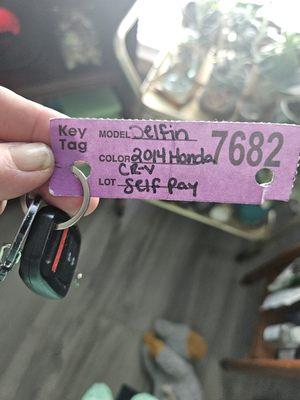 Key Tag
MODEL Delfin
COLOR 2014 Honda CR-V
LOT Self Pay
7682